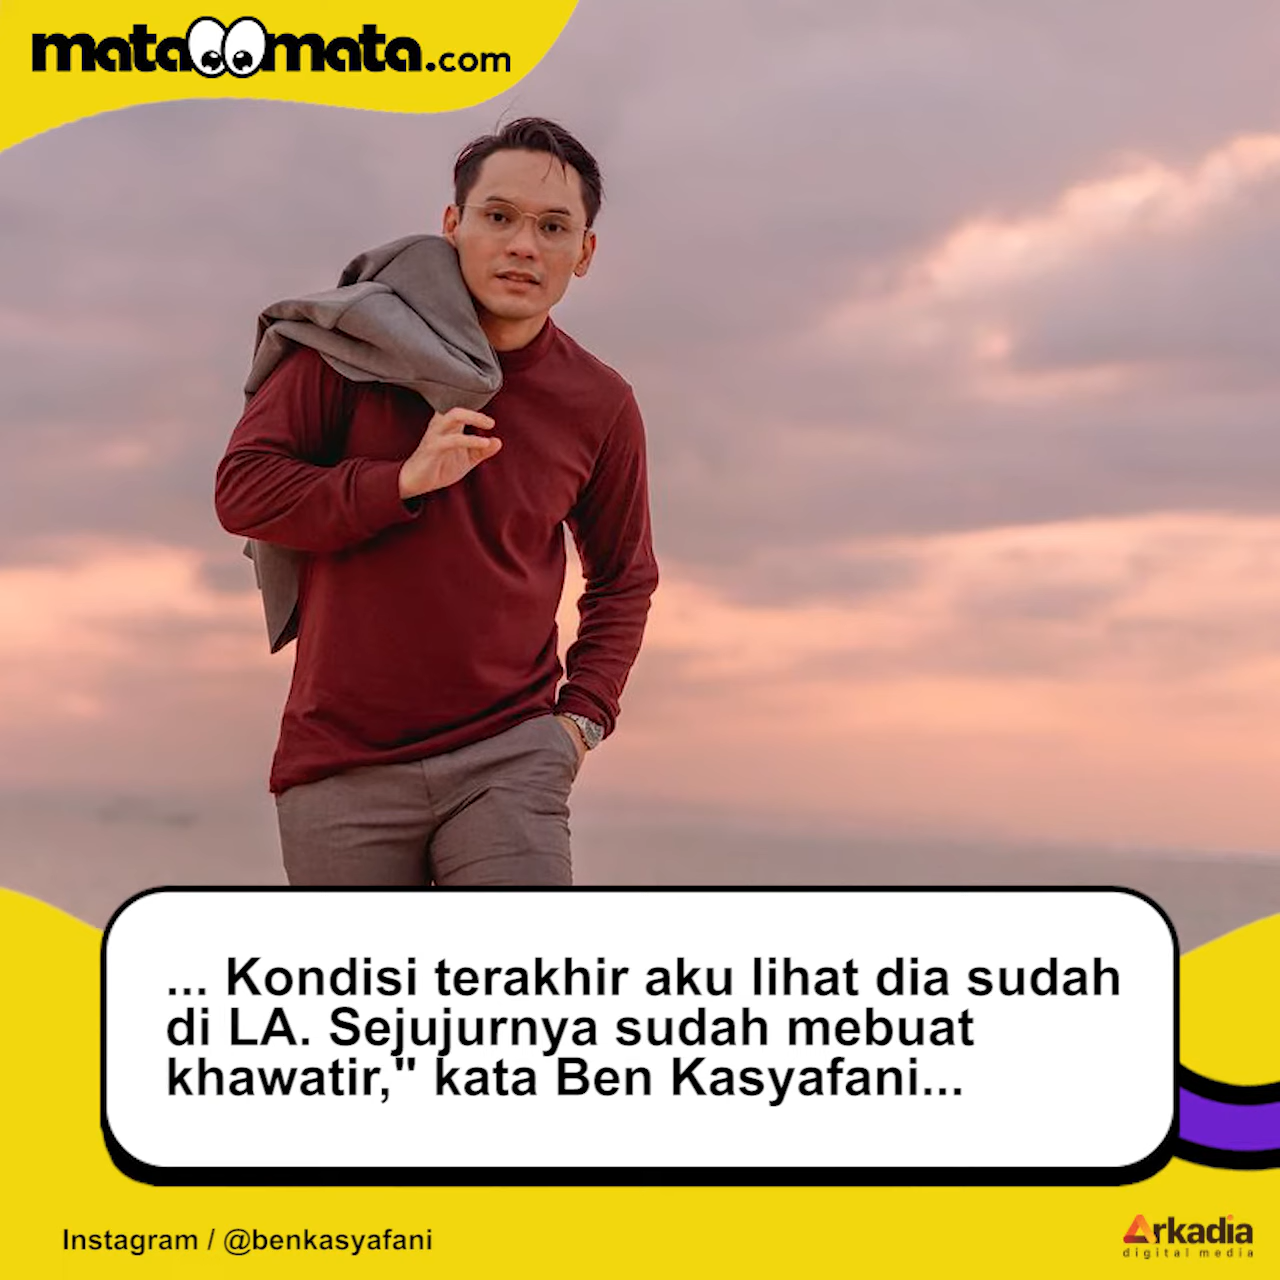 matamata.com
... Kondisi terakhir aku lihat dia sudah
di LA. Sejujurnya sudah mebuat
khawatir," kata Ben Kasyafani...
Instagram / @benkasyafani
Arkadia
digital media